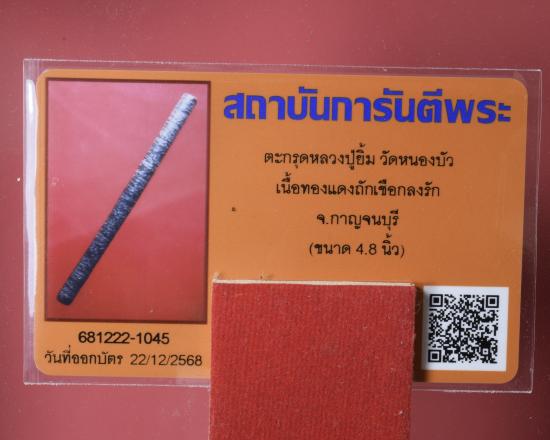 สถาบันการันตีพระ
ตะกรุดหลวงปู่ยิ้ม วัดหนองบัว
เนื้อทองแดงถักเชือกลงรัก
จ.กาญจนบุรี
(ขนาด 4.8 นิ้ว)
681222-1045
วันที่ออกบัตร 22/12/2568